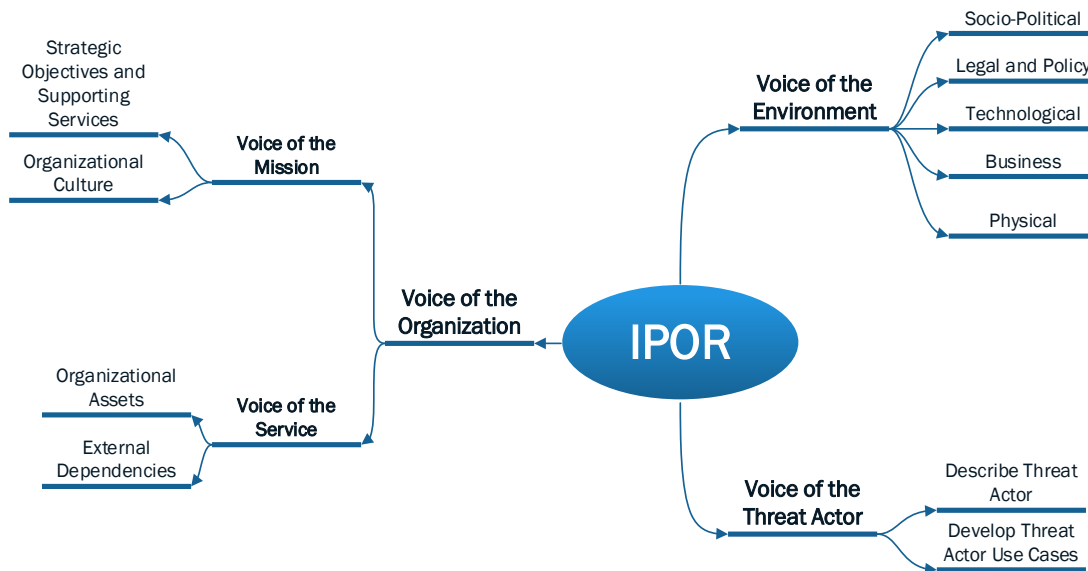 Strategic
Objectives and
Supporting
Services
Organizational
Culture
Voice of the
Mission
Organizational
Assets
External
Dependencies
Voice of the
Service
Voice of the
Organization
IPOR
Voice of the
Environment
Socio-Political
Legal and Policy
Technological
Business
Physical
Voice of the
Threat Actor
Describe Threat
Actor
Develop Threat
Actor Use Cases